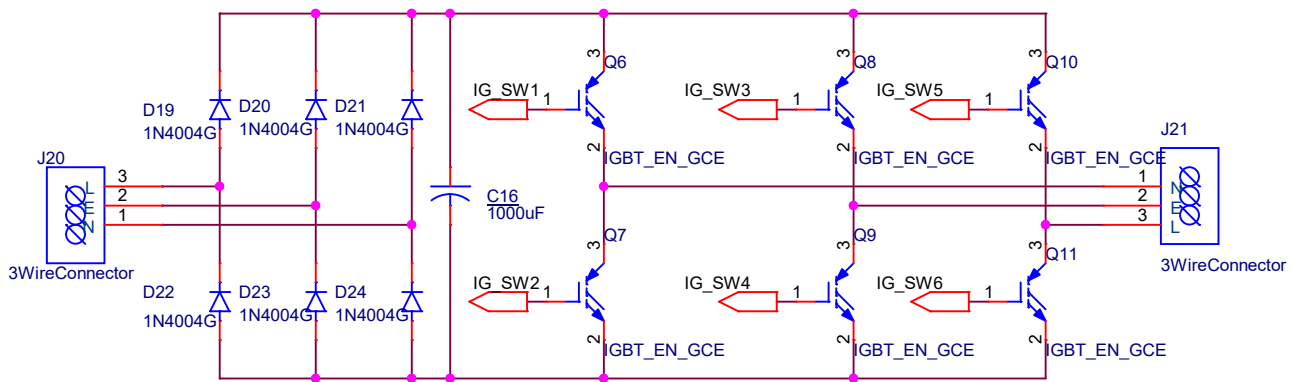 3
Q6
3
Q8
3
Q10
IG_SW1
1
IG_SW3
1
IG_SW5
1
D19
1N4004G
D20
1N4004G
D21
1N4004G
2
IGBT_EN_GCE
2
IGBT_EN_GCE
2
IGBT_EN_GCE
J21
J20
3
L
2
E
1
N
3WireConnector
C16
1000uF
1
N
2
E
3
L
3WireConnector
3
Q7
3
Q9
3
Q11
IG_SW2
1
IG_SW4
1
IG_SW6
1
D22
1N4004G
D23
1N4004G
D24
1N4004G
2
IGBT_EN_GCE
2
IGBT_EN_GCE
2
IGBT_EN_GCE